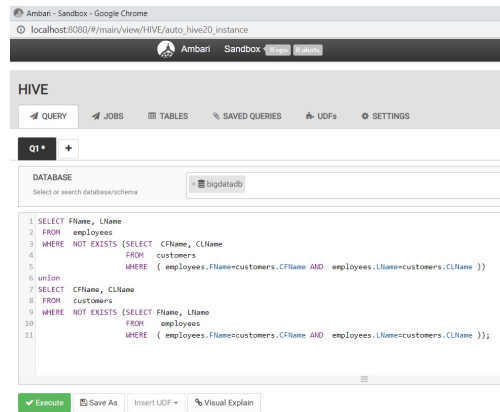 Ambari - Sandbox - Google Chrome
localhost:8080/#/main/view/HIVE/auto_hive20_instance
Ambari Sandbox 0 ops 0 alerts
HIVE
QUERY JOBS TABLES SAVED QUERIES UDFs SETTINGS
Q1 * +
DATABASE
Select or search database/schema
× bigdatadb
1 SELECT FName, LName
2 FROM employees
3 WHERE NOT EXISTS (SELECT CFName, CLName
4 FROM customers
5 WHERE ( employees.FName=customers.CFName AND employees.LName=customers.CLName ))
6 union
7 SELECT CFName, CLName
8 FROM customers
9 WHERE NOT EXISTS (SELECT FName, LName
10 FROM employees
11 WHERE ( employees.FName=customers.CFName AND employees.LName=customers.CLName ));
Execute Save As Insert UDF Visual Explain